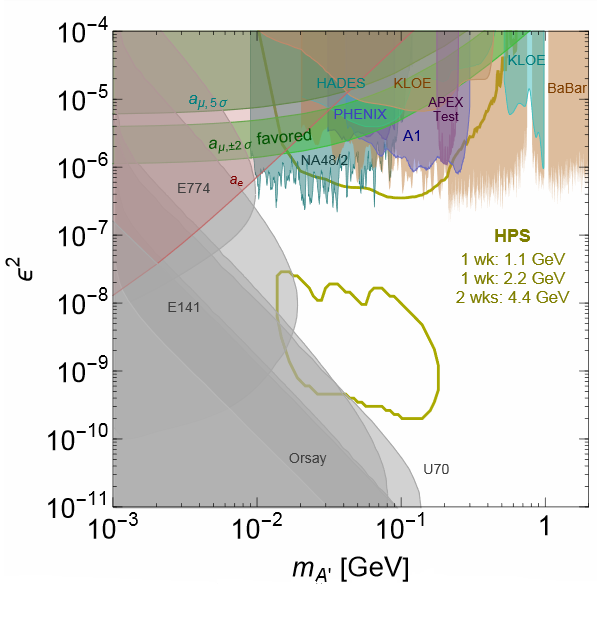 10⁻⁴
10⁻⁵
10⁻⁶
10⁻⁷
10⁻⁸
10⁻⁹
10⁻¹⁰
10⁻¹¹
ϵ²
KLOE
HADES
KLOE
BaBar
a_{μ,5σ}
APEX
Test
PHENIX
A1
a_{μ,±2σ} favored
NA48/2
a_e
E774
HPS
1 wk: 1.1 GeV
1 wk: 2.2 GeV
2 wks: 4.4 GeV
E141
Orsay
U70
10⁻³
10⁻²
10⁻¹
1
m_{A'} [GeV]